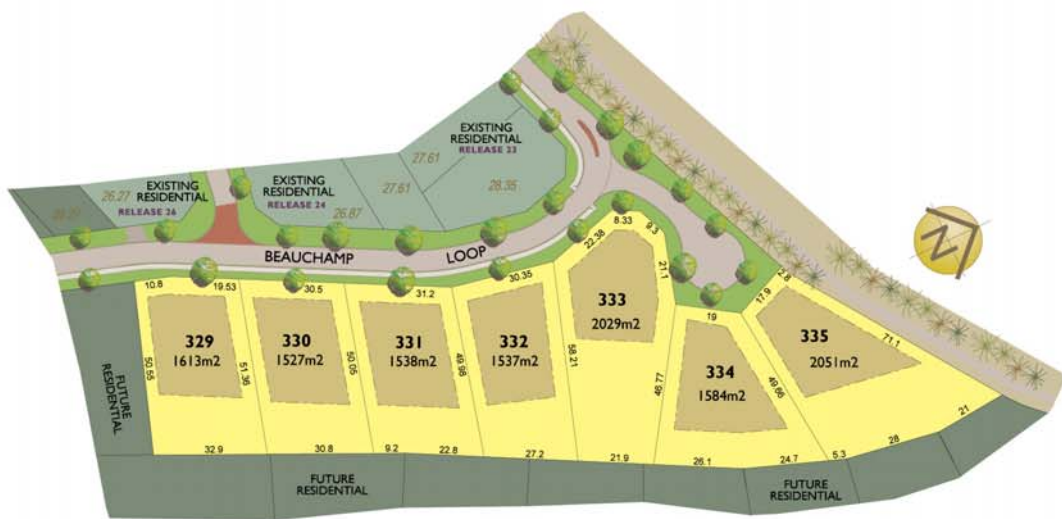 EXISTING
RESIDENTIAL
RELEASE 23
27.61
27.61
28.35
EXISTING
RESIDENTIAL
RELEASE 26
26.27
EXISTING
RESIDENTIAL
RELEASE 24
26.87
BEAUCHAMP LOOP
8.33
9.3
22.38
21.1
10.8
19.53
30.5
31.2
30.35
2.8
17.9
19
71.1
329
1613m2
330
1527m2
331
1538m2
332
1537m2
333
2029m2
334
1584m2
335
2051m2
50.55
51.36
50.05
49.98
58.21
46.77
49.66
21
28
32.9
30.8
9.2
22.8
27.2
21.9
26.1
24.7
5.3
FUTURE
RESIDENTIAL
FUTURE
RESIDENTIAL
FUTURE
RESIDENTIAL
N